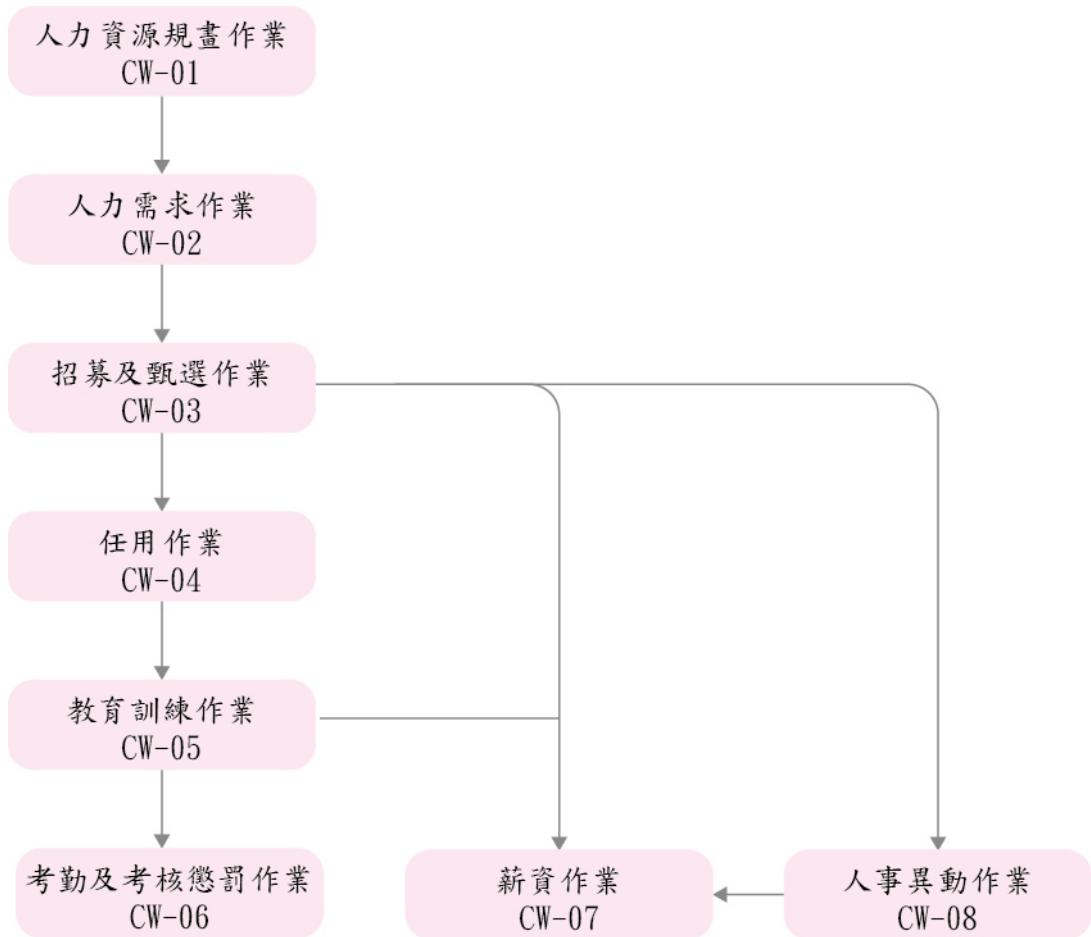 人力資源規畫作業
CW-01
人力需求作業
CW-02
招募及甄選作業
CW-03
任用作業
CW-04
教育訓練作業
CW-05
考勤及考核懲罰作業
CW-06
薪資作業
CW-07
人事異動作業
CW-08